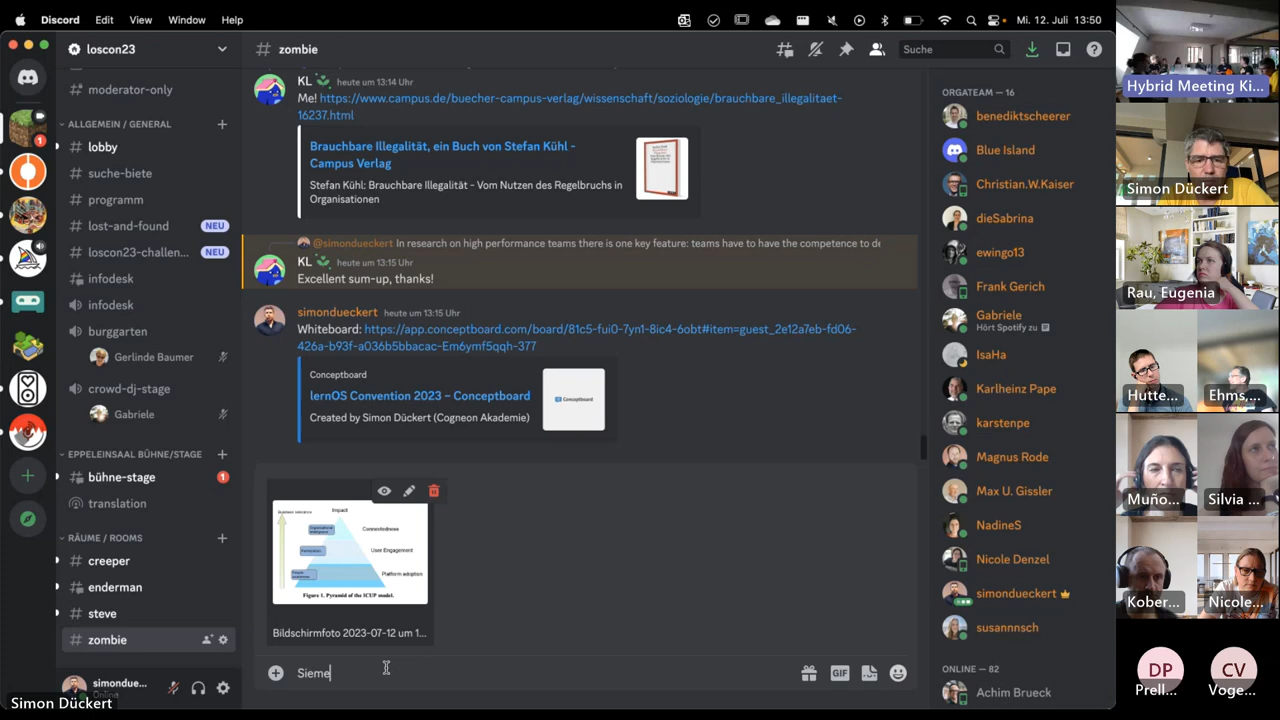 Discord Edit Darstellung Window Hilfe
Mi. 12. Juli 13:50
loscon23
moderator-only
ALLGEMEIN / GENERAL
lobby
suche-biete
programm
lost-and-found NEU
loscon23-challen... NEU
infodesk
infodesk
burggarten
Gerlinde Baumer
crowd-dj-stage
Gabriele
EPPELEINSAAL BÜHNE/STAGE
bühne-stage 1
translation
RÄUME / ROOMS
creeper
enderman
steve
zombie
simondue...
Online
Simon Dückert
1
# zombie
Suche
KL heute um 13:14 Uhr
Me! https://www.campus.de/buecher-campus-verlag/wissenschaft/soziologie/brauchbare_illegalitaet-
16237.html
Brauchbare Illegalität, ein Buch von Stefan Kühl -
Campus Verlag
Stefan Kühl: Brauchbare Illegalität - Vom Nutzen des Regelbruchs in
Organisationen
@simondueckert In research on high performance teams there is one key feature: teams have to have the competence to de
KL heute um 13:15 Uhr
Excellent sum-up, thanks!
simondueckert heute um 13:15 Uhr
Whiteboard: https://app.conceptboard.com/board/81c5-fui0-7yn1-8ic4-6obt#item=guest_2e12a7eb-fd06-
426a-b93f-a036b5bbacac-Em6ymf5qqh-377
Conceptboard
lernOS Convention 2023 – Conceptboard
Created by Simon Dückert (Cogneon Akademie)
Conceptboard
Impact
Connectedness
User Engagement
Platform adoption
Figure 1. Pyramid of the ICUP model.
Bildschirmfoto 2023-07-12 um 1...
Sieme
GIF
ORGATEAM — 16
benediktscheerer
Blue Island
Christian.W.Kaiser
dieSabrina
ewingo13
Frank Gerich
Gabriele
Hört Spotify zu
IsaHa
Karlheinz Pape
karstenpe
Magnus Rode
Max U. Gissler
NadineS
Nicole Denzel
simondueckert
susannnsch
ONLINE — 82
Achim Brueck
Hybrid Meeting Ki...
Simon Dückert
Rau, Eugenia
Hutte...
Ehms,...
Muño...
Silvia ...
Kober...
Nicole...
DP
Prell...
CV
Voge...